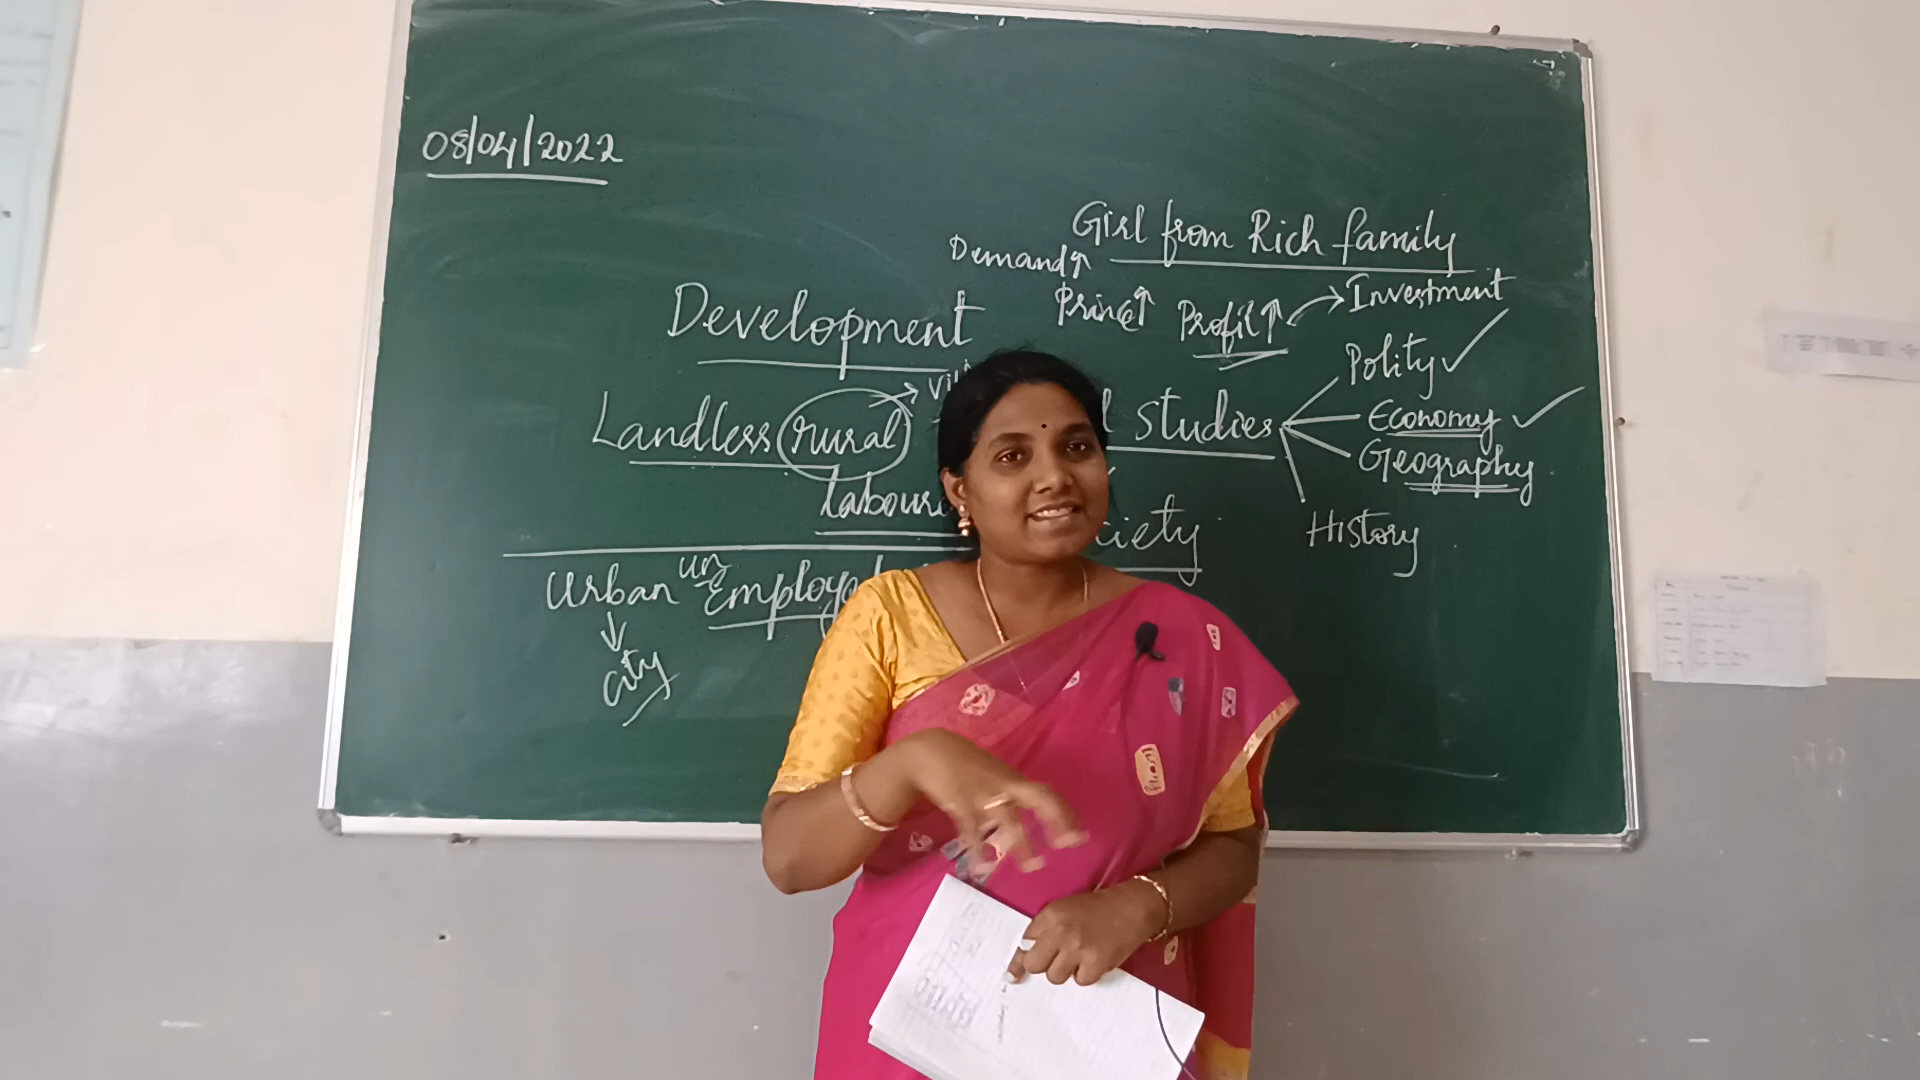 08/04/2022
Girl from Rich family
Demand↑
Price↑ Profit↑ → Investment
Development
Polity ✓
Landless rural →
Studies
Economy ✓
Geography
History
Urban un Employ
↓
city